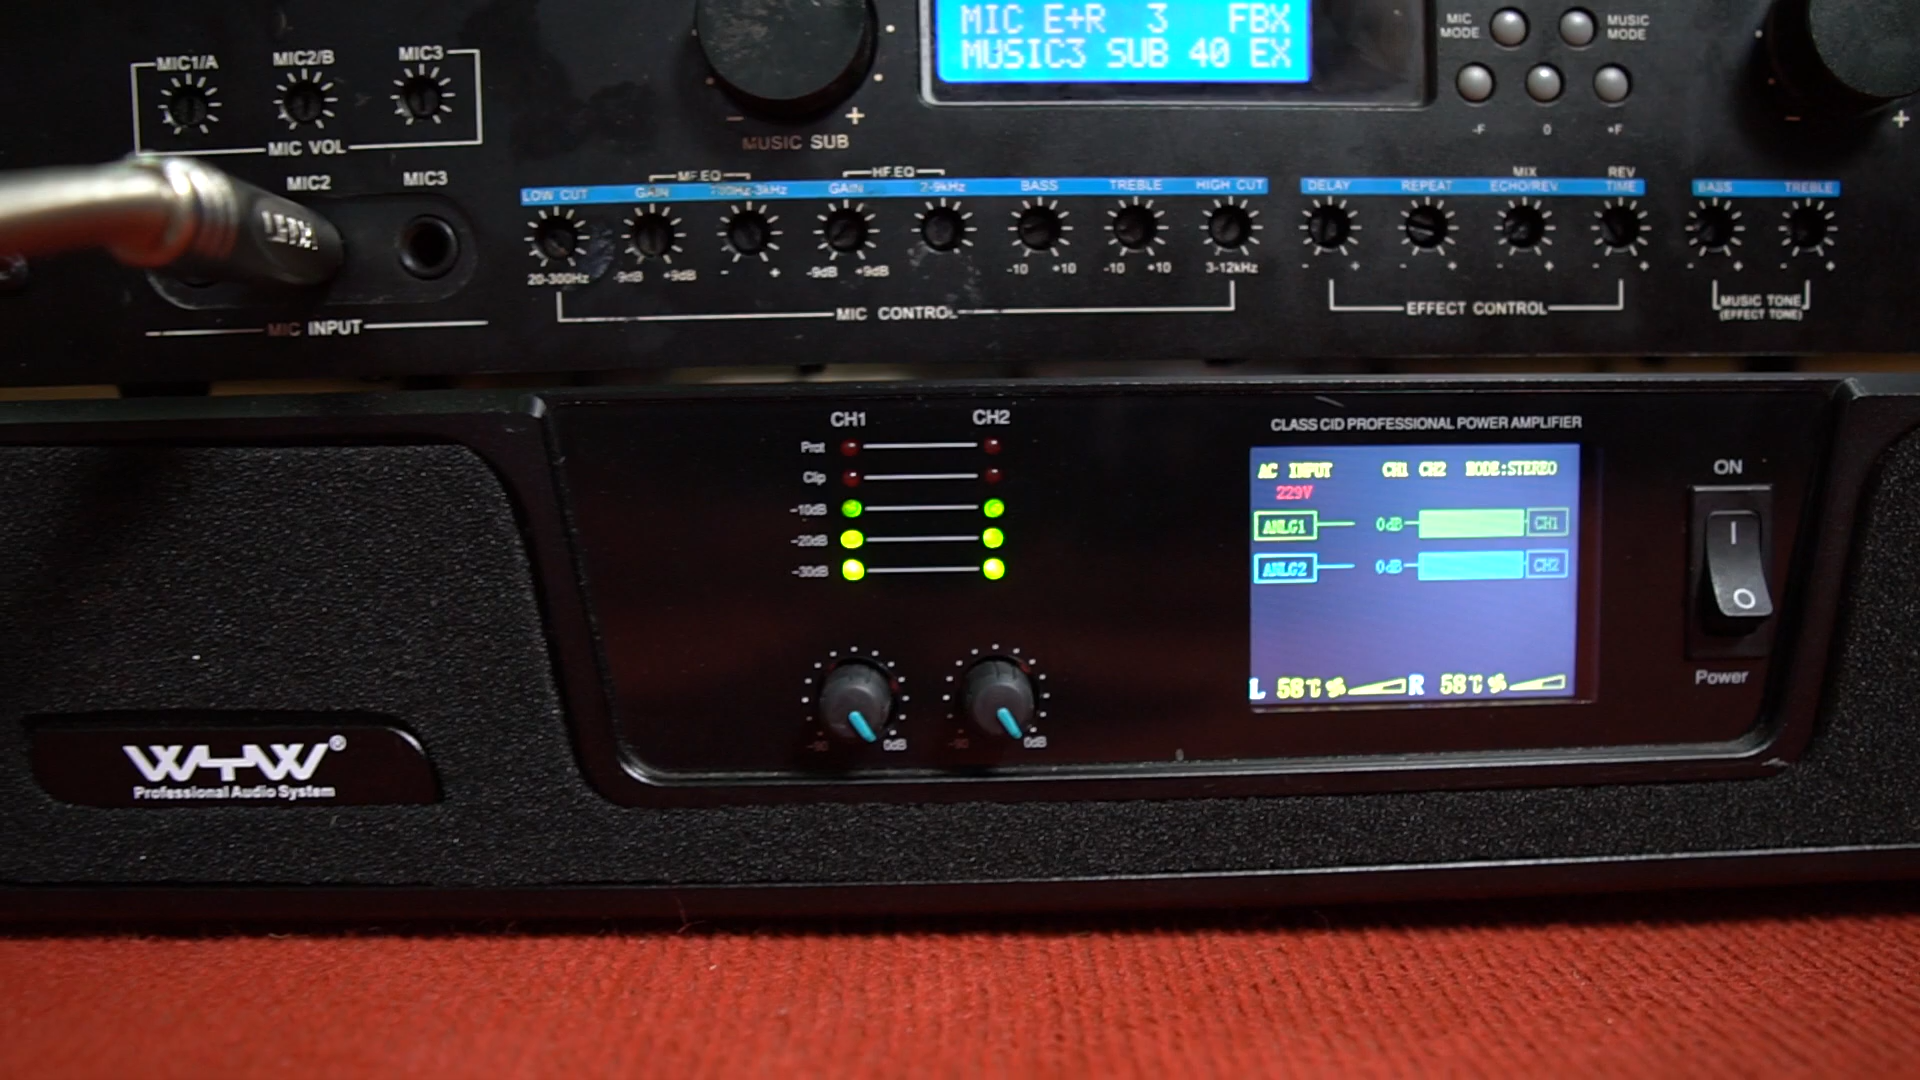 MIC E+R 3 FBX
MUSIC3 SUB 40 EX
MIC MODE
MUSIC MODE
-F 0 +F
MIC1/A MIC2/B MIC3
MIC VOL
- +
MUSIC SUB
- +
MIC2 MIC3
MIC INPUT
MF.EQ HF.EQ
LOW CUT GAIN 700Hz-3kHz GAIN 2-9kHz BASS TREBLE HIGH CUT
20-300Hz -9dB +9dB - + -9dB +9dB -10 +10 -10 +10 3-12kHz
MIC CONTROL
MIX REV
DELAY REPEAT ECHO/REV TIME
- + - + - + - +
EFFECT CONTROL
BASS TREBLE
- + - +
MUSIC TONE
(EFFECT TONE)
CH1 CH2
Prot
Clip
-10dB
-20dB
-30dB
-90 0dB -90 0dB
CLASS CID PROFESSIONAL POWER AMPLIFIER
AC INPUT CH1 CH2 MODE:STEREO
229V
ANLG1 0dB CH1
ANLG2 0dB CH2
L 58℃ R 58℃
ON
I
O
Power
WTW®
Professional Audio System